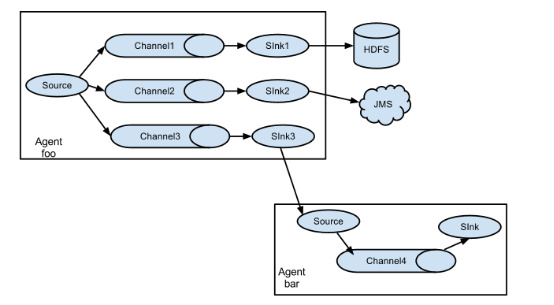 Channel1
SInk1
HDFS
Source
Channel2
SInk2
JMS
Channel3
SInk3
Agent
foo
Source
SInk
Channel4
Agent
bar